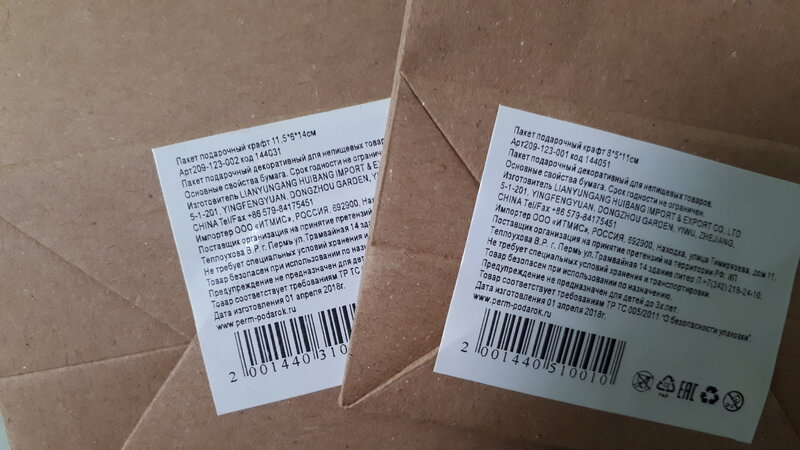 Пакет подарочный крафт 11,5*6*14см
Арт209-123-002 код 144031
Пакет подарочный декоративный для непищевых товаров
Основные свойства бумага. Срок годности не ограничен
Изготовитель LIANYUNGANG HUIBANG IMPORT &
5-1-201, YINGFENGYUAN, DONGZHOU GARDEN,
CHINA Tel/Fax +86 579-84175451
Импортер ООО «ИТМИС», РОССИЯ, 692900,
Поставщик организация на принятие претензий
Теплоухова В.Р. г. Пермь ул. Трамвайная 14
Не требует специальных условий хранения и
Товар безопасен при использовании по
Предупреждение не предназначен для
Товар соответствует требованиям ТР ТС
Дата изготовления 01 апреля 2018г.
www.perm-podarok.ru
2 001440 310
Пакет подарочный крафт 8*5*11см
Арт209-123-001 код 144051
Пакет подарочный декоративный для непищевых товаров.
Основные свойства бумага. Срок годности не ограничен.
Изготовитель LIANYUNGANG HUIBANG IMPORT & EXPORT CO.,LTD
5-1-201, YINGFENGYUAN, DONGZHOU GARDEN, YIWU, ZHEJIANG,
CHINA Tel/Fax +86 579-84175451
Импортер ООО «ИТМИС», РОССИЯ, 692900, Находка, улица Тимирязева, дом 11.
Поставщик организация на принятие претензий на территории РФ: ИП
Теплоухова В.Р. г. Пермь ул.Трамвайная 14 здание литер П +7(342) 218-24-10.
Не требует специальных условий хранения и транспортировки.
Товар безопасен при использовании по назначению.
Предупреждение не предназначен для детей до 3х лет.
Товар соответствует требованиям ТР ТС 005/2011 "О безопасности упаковки".
Дата изготовления 01 апреля 2018г.
www.perm-podarok.ru
2 001440 510010
PAP
EAC